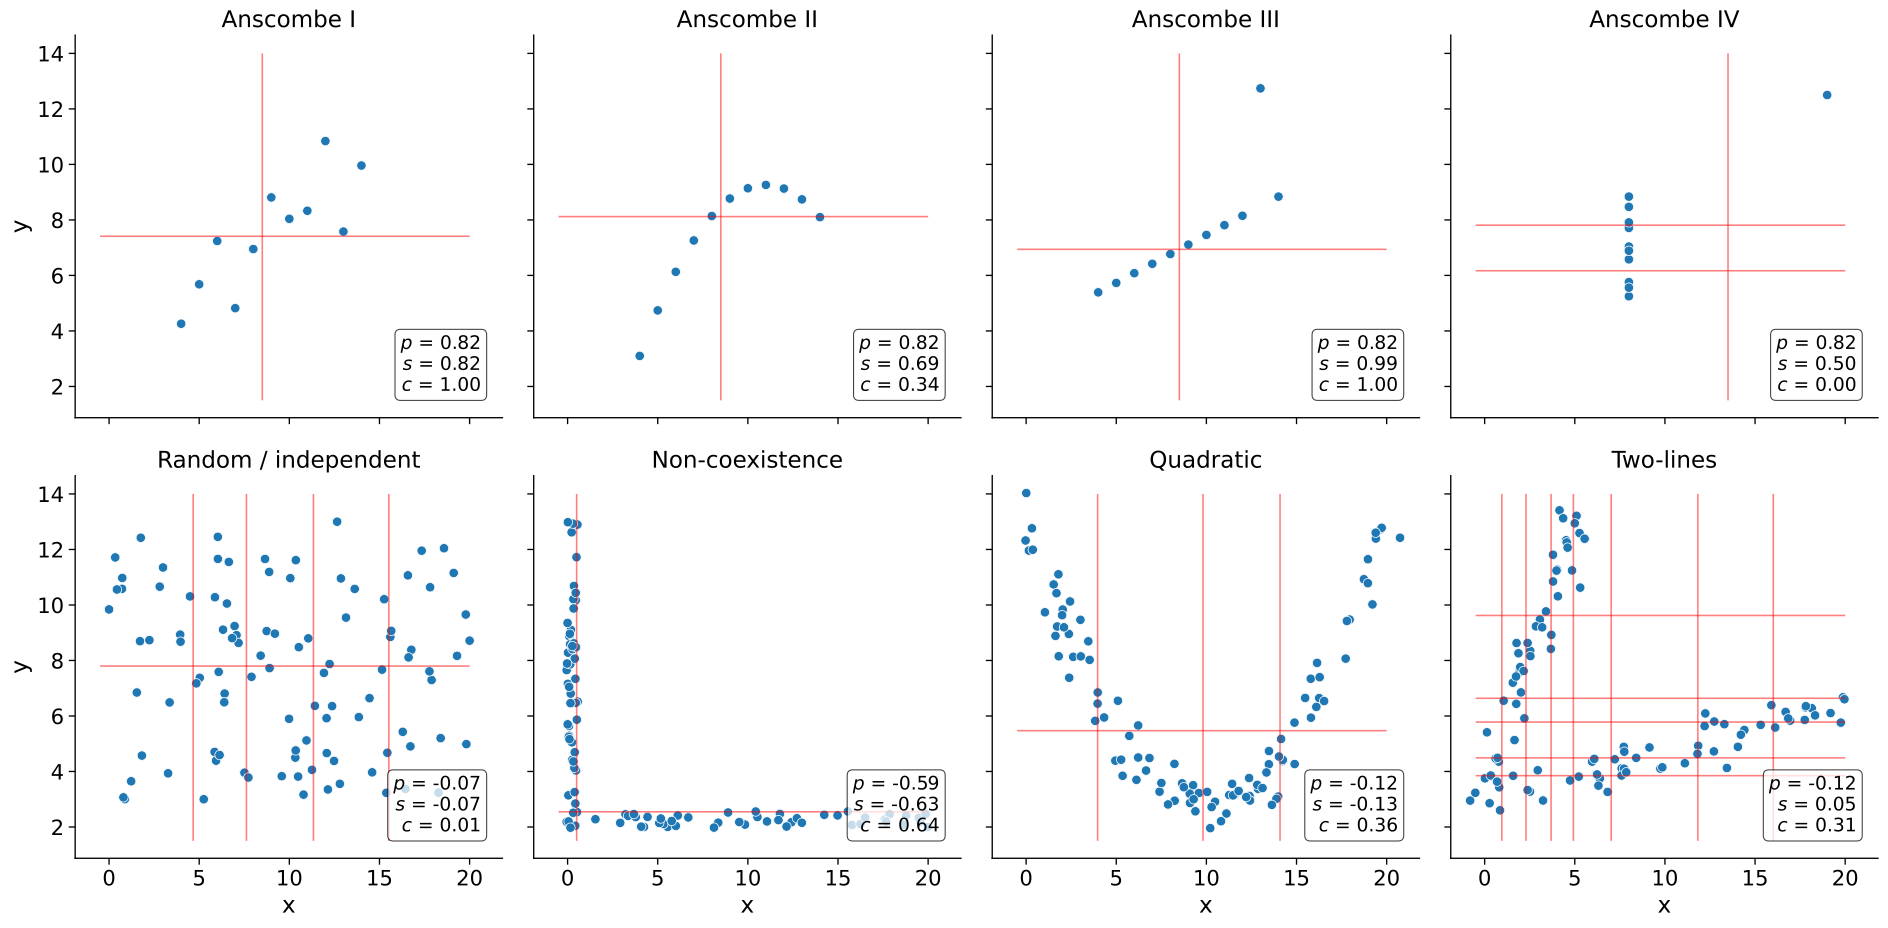 Anscombe I
Anscombe II
Anscombe III
Anscombe IV
14
12
10
8
6
4
2
y
p = 0.82
s = 0.82
c = 1.00
p = 0.82
s = 0.69
c = 0.34
p = 0.82
s = 0.99
c = 1.00
p = 0.82
s = 0.50
c = 0.00
Random / independent
Non-coexistence
Quadratic
Two-lines
14
12
10
8
6
4
2
y
p = -0.07
s = -0.07
c = 0.01
p = -0.59
s = -0.63
c = 0.64
p = -0.12
s = -0.13
c = 0.36
p = -0.12
s = 0.05
c = 0.31
0 5 10 15 20
0 5 10 15 20
0 5 10 15 20
0 5 10 15 20
x
x
x
x